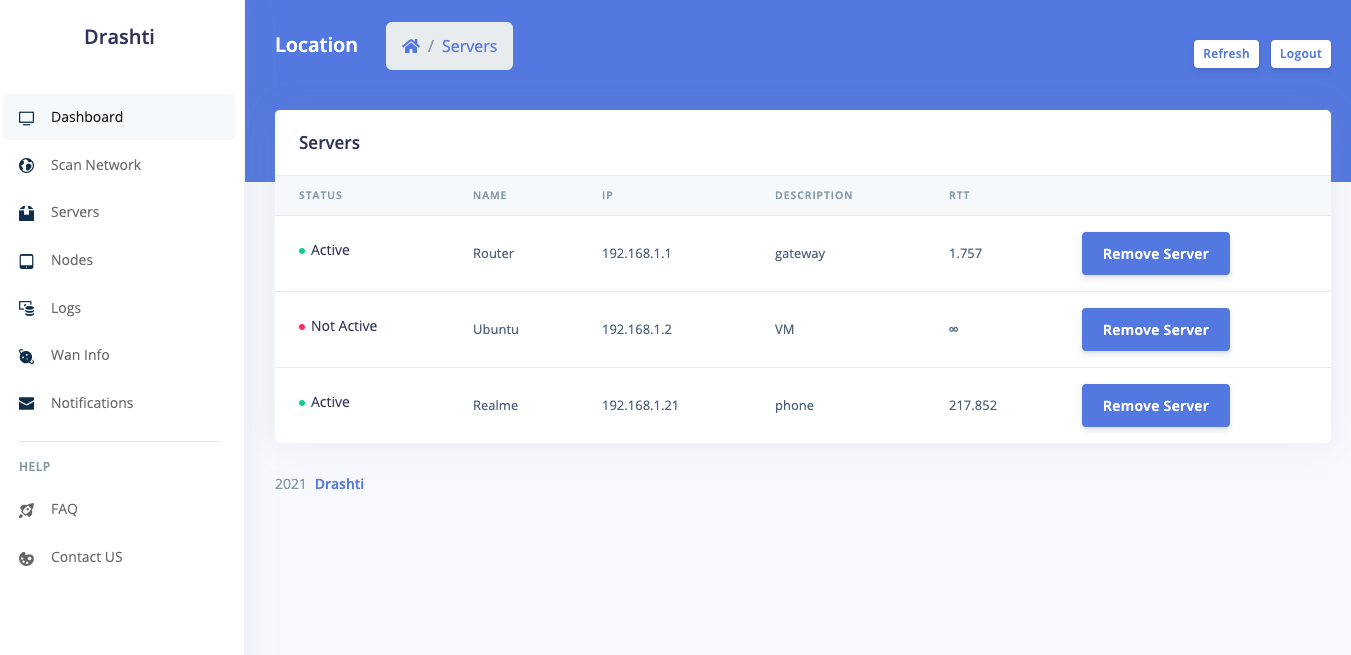 Drashti
Dashboard
Scan Network
Servers
Nodes
Logs
Wan Info
Notifications
HELP
FAQ
Contact US
Location
/ Servers
Refresh
Logout
Servers
STATUS NAME IP DESCRIPTION RTT
Active Router 192.168.1.1 gateway 1.757 Remove Server
Not Active Ubuntu 192.168.1.2 VM ∞ Remove Server
Active Realme 192.168.1.21 phone 217.852 Remove Server
2021 Drashti